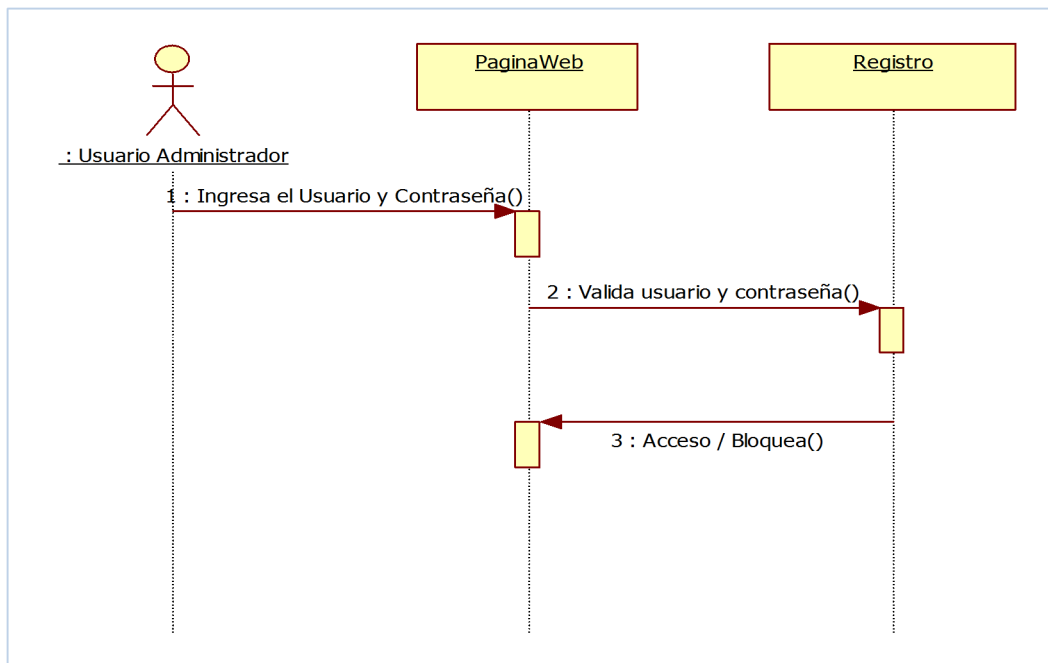 PaginaWeb
Registro
: Usuario Administrador
1 : Ingresa el Usuario y Contraseña()
2 : Valida usuario y contraseña()
3 : Acceso / Bloquea()